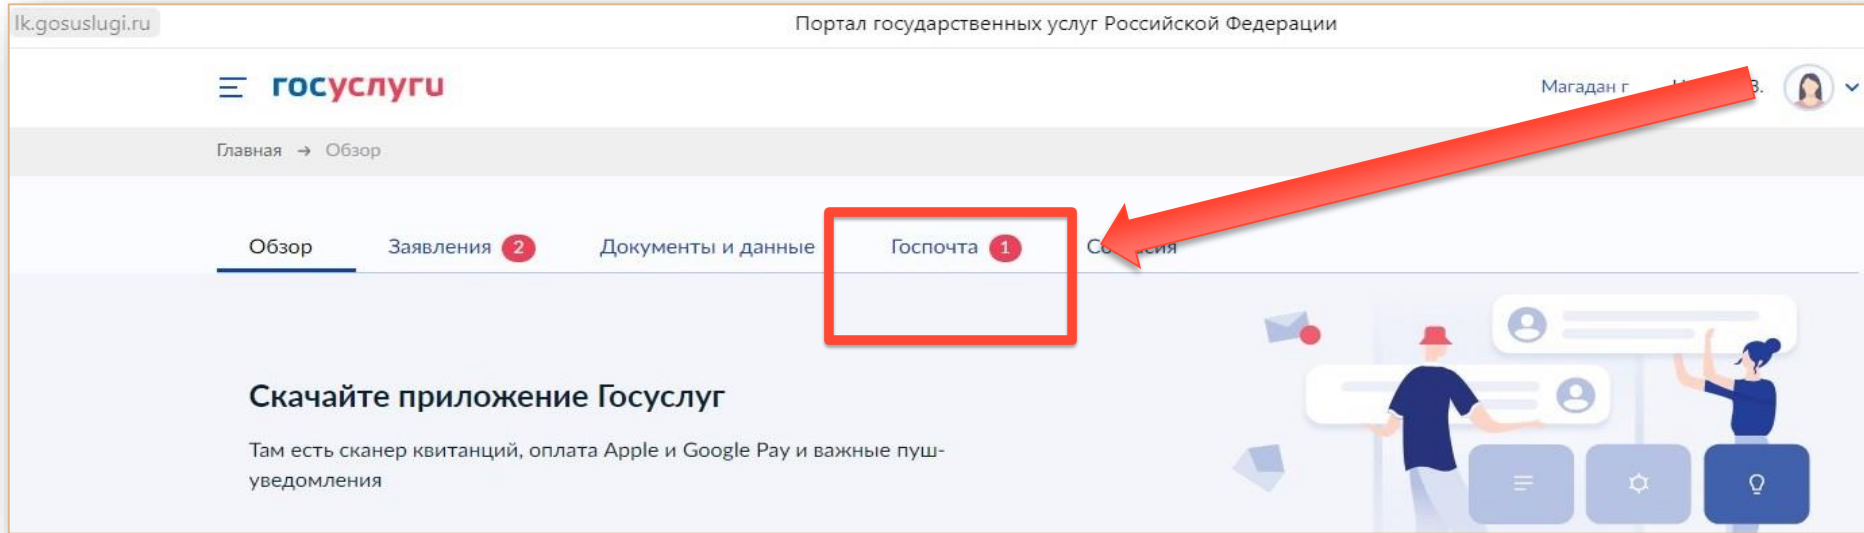 lk.gosuslugi.ru
Портал государственных услуг Российской Федерации
госуслуги
Магадан г
Главная → Обзор
Обзор Заявления 2 Документы и данные Госпочта 1
Скачайте приложение Госуслуг
Там есть сканер квитанций, оплата Apple и Google Pay и важные пуш-
уведомления